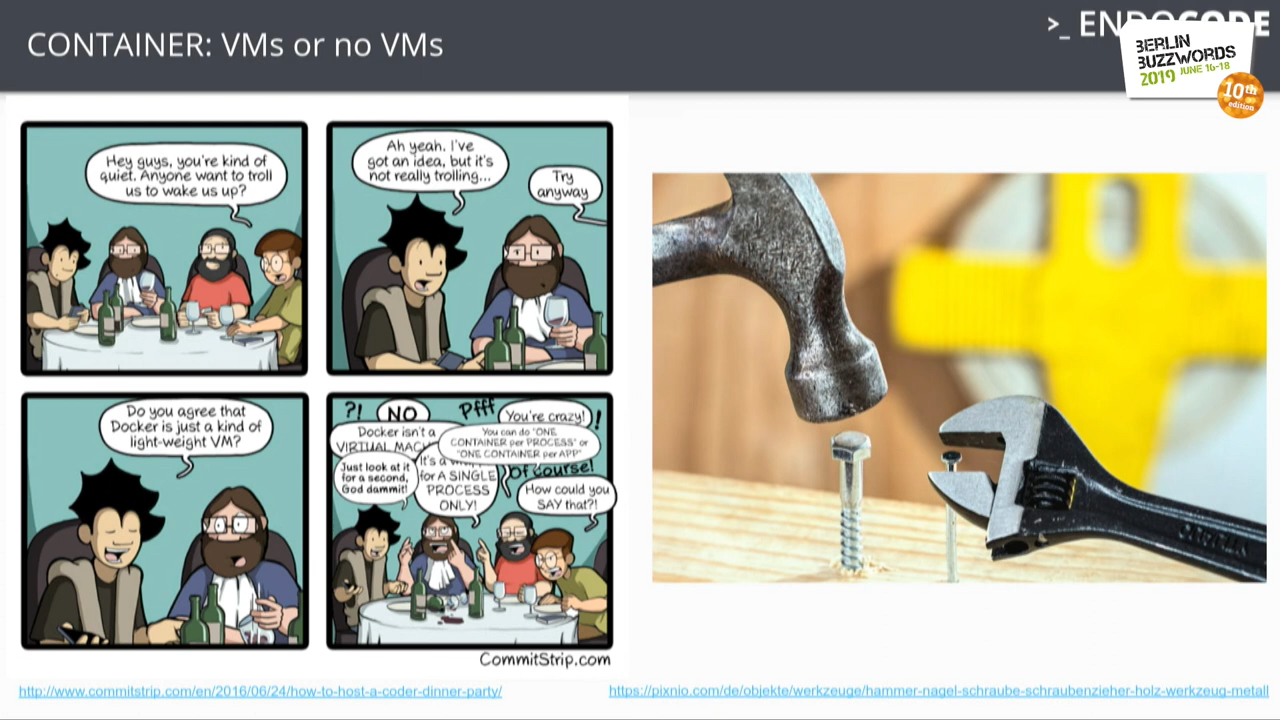 CONTAINER: VMs or no VMs
>_ EN
CODE
BERLIN
BUZZWORDS
2019 JUNE 16-18
10th
edition
Hey guys, you're kind of
quiet. Anyone want to troll
us to wake us up?
Ah yeah. I've
got an idea, but it's
not really trolling...
Try
anyway
Do you agree that
Docker is just a kind of
light-weight VM?
?!
NO
Pfff
You're crazy!
!
Docker isn't a
VIRTUAL MAC
You can do "ONE
CONTAINER per PROCESS" or
"ONE CONTAINER per APP"
Just look at it
for a second,
God dammit!
It's a
for A SINGLE
PROCESS
ONLY!
Of course!
How could you
SAY that?!
CommitStrip.com
http://www.commitstrip.com/en/2016/06/24/how-to-host-a-coder-dinner-party/
https://pixnio.com/de/objekte/werkzeuge/hammer-nagel-schraube-schraubenzieher-holz-werkzeug-metall